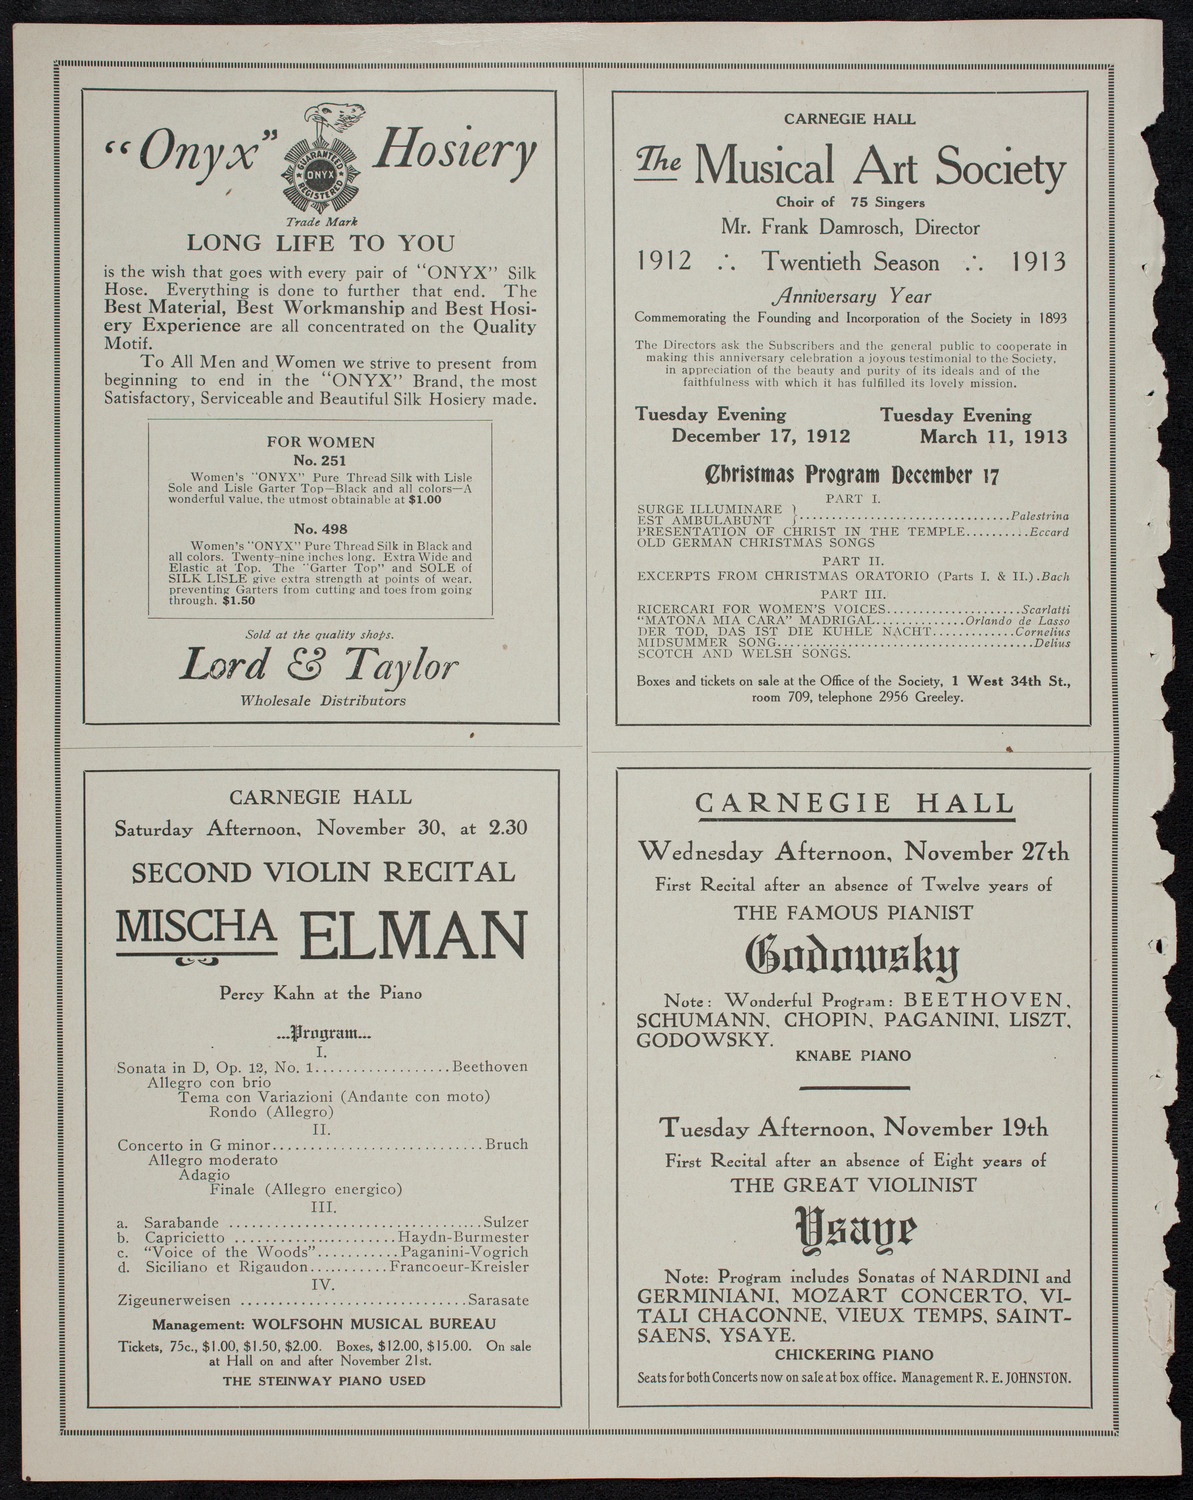 "Onyx" Hosiery
GUARANTEED
ONYX
REGISTERED
Trade Mark
LONG LIFE TO YOU
is the wish that goes with every pair of "ONYX" Silk
Hose. Everything is done to further that end. The
Best Material, Best Workmanship and Best Hosi-
ery Experience are all concentrated on the Quality
Motif.
To All Men and Women we strive to present from
beginning to end in the "ONYX" Brand, the most
Satisfactory, Serviceable and Beautiful Silk Hosiery made.
FOR WOMEN
No. 251
Women's "ONYX" Pure Thread Silk with Lisle
Sole and Lisle Garter Top—Black and all colors—A
wonderful value, the utmost obtainable at $1.00
No. 498
Women's "ONYX" Pure Thread Silk in Black and
all colors. Twenty-nine inches long. Extra Wide and
Elastic at Top. The "Garter Top" and SOLE of
SILK LISLE give extra strength at points of wear,
preventing Garters from cutting and toes from going
through. $1.50
Sold at the quality shops.
Lord & Taylor
Wholesale Distributors
CARNEGIE HALL
The Musical Art Society
Choir of 75 Singers
Mr. Frank Damrosch, Director
1912 ∴ Twentieth Season ∴ 1913
Anniversary Year
Commemorating the Founding and Incorporation of the Society in 1893
The Directors ask the Subscribers and the general public to cooperate in
making this anniversary celebration a joyous testimonial to the Society,
in appreciation of the beauty and purity of its ideals and of the
faithfulness with which it has fulfilled its lovely mission.
Tuesday Evening Tuesday Evening
December 17, 1912 March 11, 1913
Christmas Program December 17
PART I.
SURGE ILLUMINARE }
EST AMBULABUNT }..............................Palestrina
PRESENTATION OF CHRIST IN THE TEMPLE..........Eccard
OLD GERMAN CHRISTMAS SONGS
PART II.
EXCERPTS FROM CHRISTMAS ORATORIO (Parts I. & II.).Bach
PART III.
RICERCARI FOR WOMEN'S VOICES....................Scarlatti
"MATONA MIA CARA" MADRIGAL.............Orlando de Lasso
DER TOD, DAS IST DIE KUHLE NACHT............Cornelius
MIDSUMMER SONG......................................Delius
SCOTCH AND WELSH SONGS.
Boxes and tickets on sale at the Office of the Society, 1 West 34th St.,
room 709, telephone 2956 Greeley.
CARNEGIE HALL
Saturday Afternoon, November 30, at 2.30
SECOND VIOLIN RECITAL
MISCHA ELMAN
Percy Kahn at the Piano
...Program...
I.
Sonata in D, Op. 12, No. 1.................Beethoven
Allegro con brio
Tema con Variazioni (Andante con moto)
Rondo (Allegro)
II.
Concerto in G minor..........................Bruch
Allegro moderato
Adagio
Finale (Allegro energico)
III.
a. Sarabande ...............................Sulzer
b. Capricietto ....................Haydn-Burmester
c. "Voice of the Woods"..........Paganini-Vogrich
d. Siciliano et Rigaudon..........Francoeur-Kreisler
IV.
Zigeunerweisen ............................Sarasate
Management: WOLFSOHN MUSICAL BUREAU
Tickets, 75c., $1.00, $1.50, $2.00. Boxes, $12.00, $15.00. On sale
at Hall on and after November 21st.
THE STEINWAY PIANO USED
CARNEGIE HALL
Wednesday Afternoon, November 27th
First Recital after an absence of Twelve years of
THE FAMOUS PIANIST
Godowsky
Note: Wonderful Program: BEETHOVEN,
SCHUMANN, CHOPIN, PAGANINI, LISZT,
GODOWSKY.
KNABE PIANO
Tuesday Afternoon, November 19th
First Recital after an absence of Eight years of
THE GREAT VIOLINIST
Ysaye
Note: Program includes Sonatas of NARDINI and
GERMINIANI, MOZART CONCERTO, VI-
TALI CHACONNE, VIEUX TEMPS, SAINT-
SAENS, YSAYE.
CHICKERING PIANO
Seats for both Concerts now on sale at box office. Management R. E. JOHNSTON.